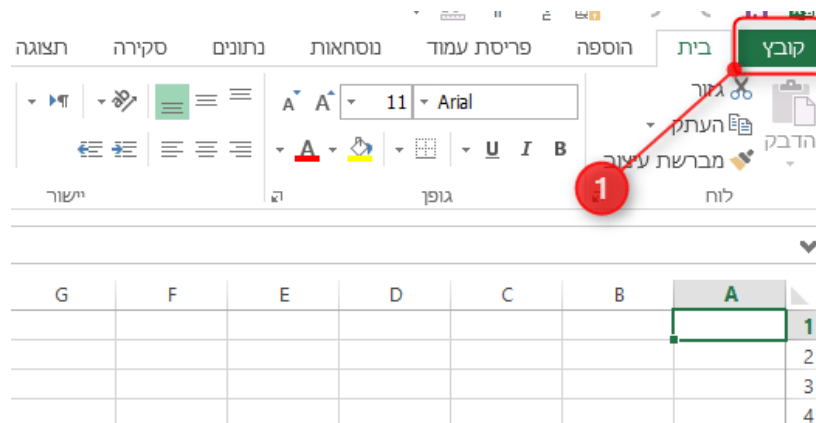 קובץ בית הוספה פריסת עמוד נוסחאות נתונים סקירה תצוגה
גזור
Arial 11 A A
העתק
הדבק
B I U A
מברשת עיצוב
לוח גופן יישור
1
A B C D E F G
1
2
3
4